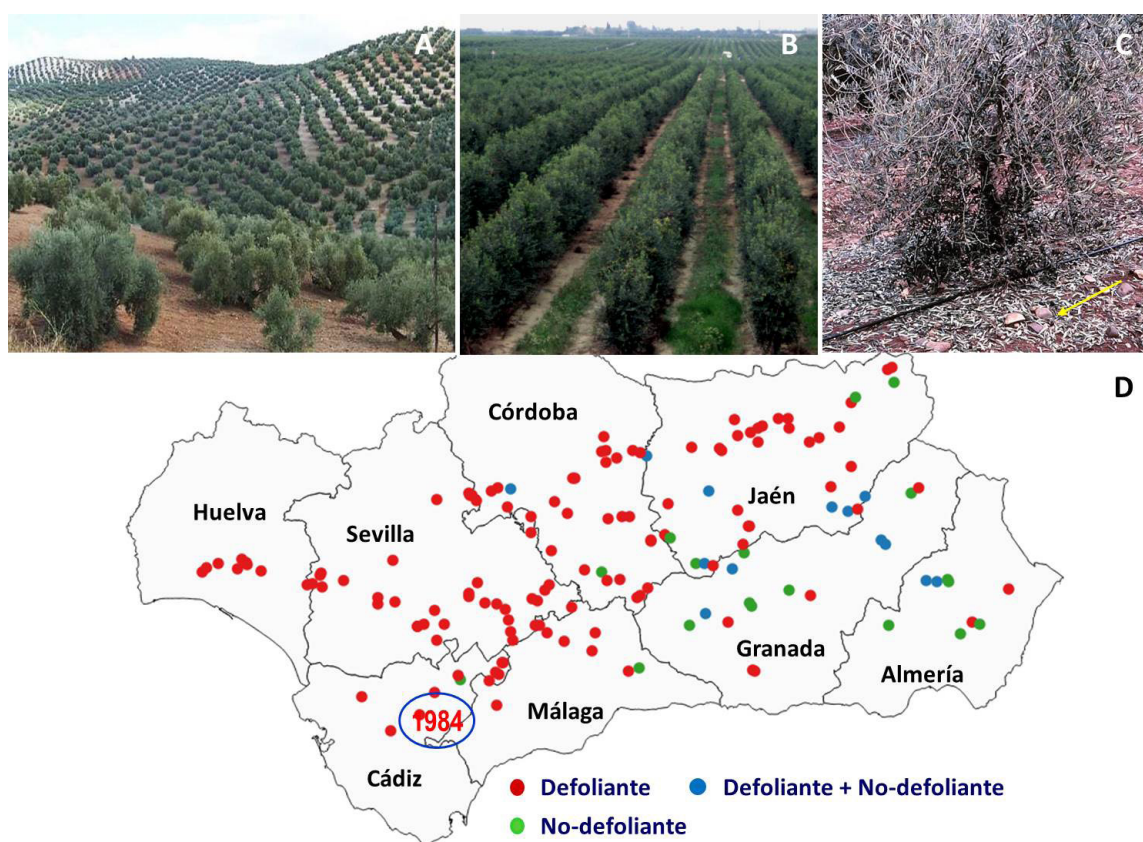 A
B
C
D
Córdoba
Huelva
Jaén
Sevilla
Granada
Almería
1984
Málaga
Cádiz
Defoliante
Defoliante + No-defoliante
No-defoliante